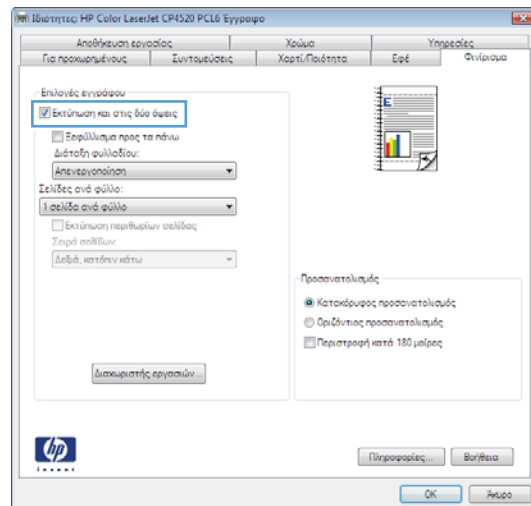 Ιδιότητες: HP Color LaserJet CP4520 PCL6 Έγγραφο
Αποθήκευση εργασίας Χρώμα Υπηρεσίες
Για προχωρημένους Συντομεύσεις Χαρτί/Ποιότητα Εφέ Φινίρισμα
Επιλογές εγγράφου
Εκτύπωση και στις δύο όψεις
Ξεφύλλισμα προς τα πάνω
Διάταξη φυλλαδίου:
Απενεργοποίηση
Σελίδες ανά φύλλο:
1 σελίδα ανά φύλλο
Εκτύπωση περιθωρίων σελίδας
Σειρά σελίδων:
Δεξιά, κατόπιν κάτω
Προσανατολισμός
Κατακόρυφος προσανατολισμός
Οριζόντιος προσανατολισμός
Περιστροφή κατά 180 μοίρες
Διαχωριστής εργασιών...
E
hp
invent
Πληροφορίες... Βοήθεια
OK Άκυρο